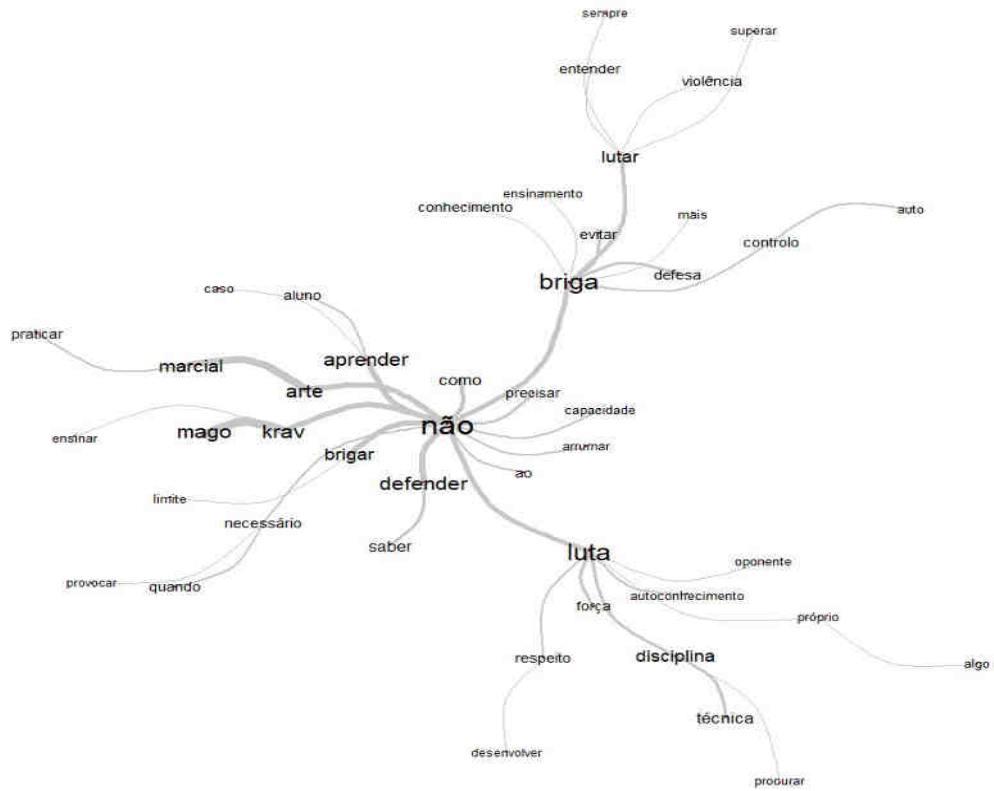 sempre
superar
entender
violência
lutar
ensinamento
conhecimento
mais
auto
evitar
controlo
briga
defesa
caso
aluno
praticar
marcial
aprender
arte
como
precisar
capacidade
não
mago
krav
ensinar
arrumar
brigar
ao
defender
limite
necessário
saber
luta
oponente
provocar
quando
autoconhecimento
força
próprio
respeito
disciplina
algo
técnica
desenvolver
procurar